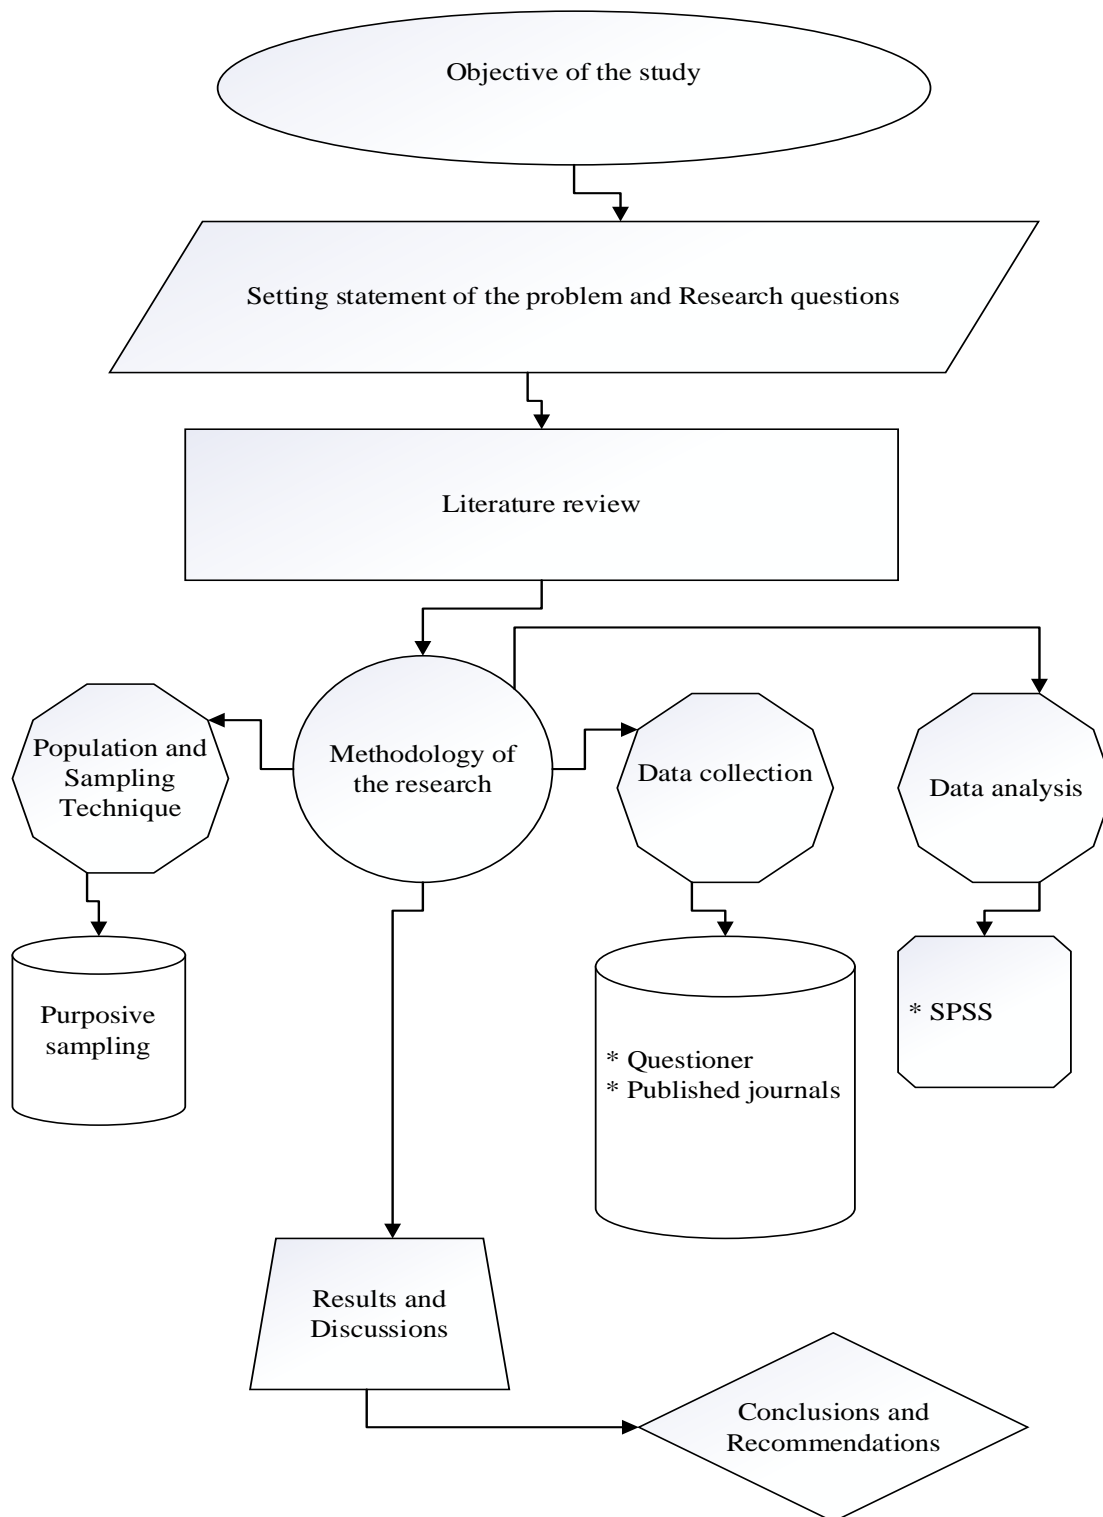 Objective of the study
Setting statement of the problem and Research questions
Literature review
Methodology of
the research
Population and
Sampling
Technique
Data collection
Data analysis
Purposive
sampling
* Questioner
* Published journals
* SPSS
Results and
Discussions
Conclusions and
Recommendations